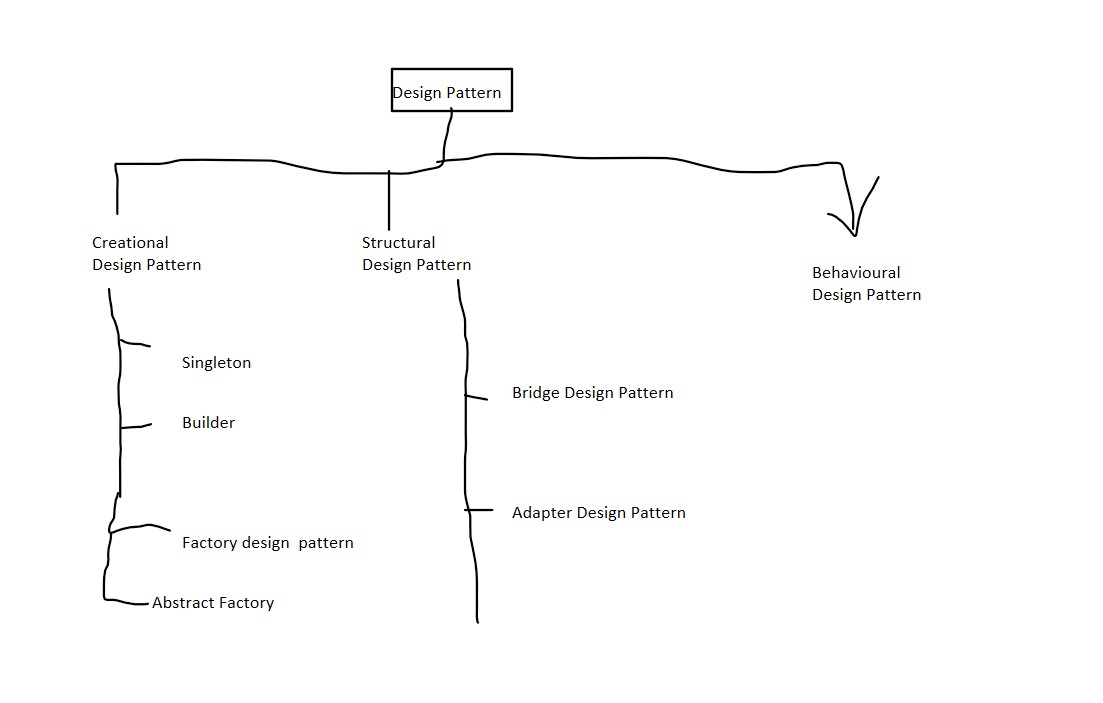 Design Pattern
Creational
Design Pattern
Structural
Design Pattern
Behavioural
Design Pattern
Singleton
Builder
Factory design  pattern
Abstract Factory
Bridge Design Pattern
Adapter Design Pattern